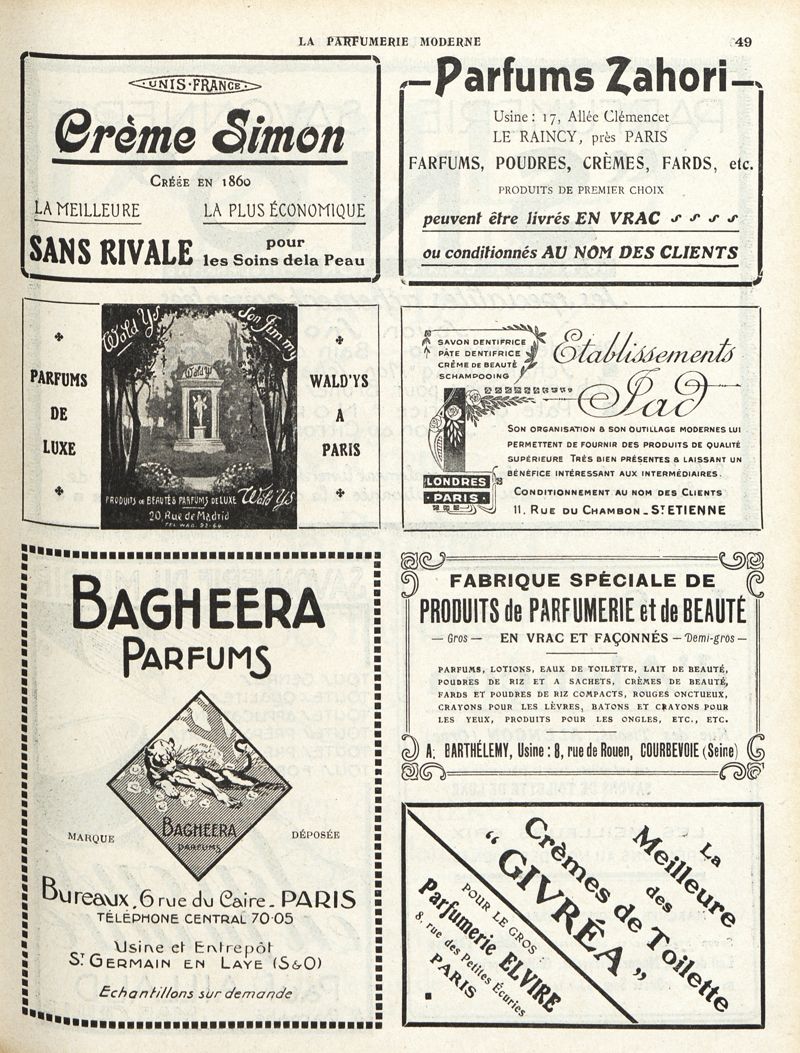 LA PARFUMERIE MODERNE
49
UNIS-FRANCE
Crème Simon
CRÉÉE EN 1860
LA MEILLEURE LA PLUS ÉCONOMIQUE
SANS RIVALE
pour
les Soins dela Peau
Parfums Zahori
Usine : 17, Allée Clémencet
LE RAINCY, près PARIS
FARFUMS, POUDRES, CRÈMES, FARDS, etc.
PRODUITS DE PREMIER CHOIX
peuvent être livrés EN VRAC
ou conditionnés AU NOM DES CLIENTS
PARFUMS
DE
LUXE
Wald Ys
Son Jimmy
Wald Ys
PRODUITS DE BEAUTÉ & PARFUMS DE LUXE Wald Ys
20 Rue de Madrid
WALD'YS
A
PARIS
SAVON DENTIFRICE
PÂTE DENTIFRICE
CRÈME DE BEAUTÉ
SCHAMPOOING
Etablissements
Jad
SON ORGANISATION & SON OUTILLAGE MODERNES LUI
PERMETTENT DE FOURNIR DES PRODUITS DE QUALITÉ
SUPÉRIEURE TRÈS BIEN PRÉSENTÉS & LAISSANT UN
BÉNÉFICE INTÉRESSANT AUX INTERMÉDIAIRES.
CONDITIONNEMENT AU NOM DES CLIENTS
11, RUE DU CHAMBON_ ST ETIENNE
LONDRES
PARIS
BAGHEERA
PARFUMS
BAGHEERA
PARFUMS
MARQUE DÉPOSÉE
Bureaux, 6 rue du Caire_ PARIS
TÉLÉPHONE CENTRAL 70-05
Usine et Entrepôt
ST GERMAIN EN LAYE (S&O)
Echantillons sur demande
FABRIQUE SPÉCIALE DE
PRODUITS de PARFUMERIE et de BEAUTÉ
— Gros — EN VRAC ET FAÇONNÉS — Demi-gros —
PARFUMS, LOTIONS, EAUX DE TOILETTE, LAIT DE BEAUTÉ,
POUDRES DE RIZ ET A SACHETS, CRÈMES DE BEAUTÉ,
FARDS ET POUDRES DE RIZ COMPACTS, ROUGES ONCTUEUX,
CRAYONS POUR LES LÈVRES, BATONS ET CRAYONS POUR
LES YEUX, PRODUITS POUR LES ONGLES, ETC., ETC.
A. BARTHÉLEMY, Usine : 8, rue de Rouen, COURBEVOIE (Seine)
La
Meilleure
des
Crèmes de Toilette
"GIVRÉA"
POUR LE GROS :
Parfumerie ELVIRE
8, rue des Petites Écuries
PARIS